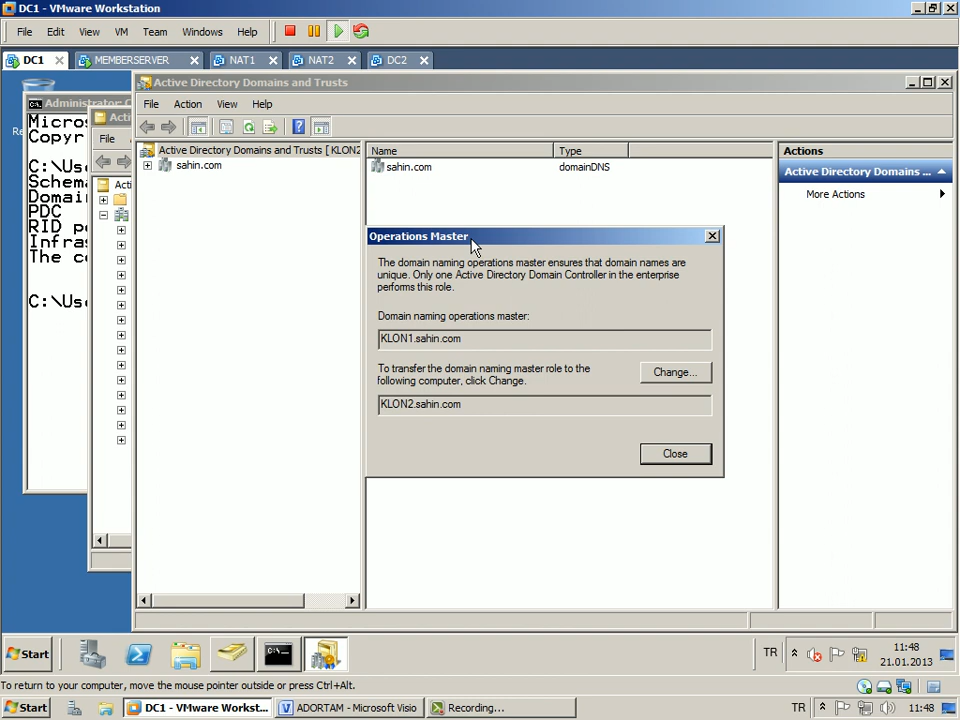 DC1 - VMware Workstation
File Edit View VM Team Windows Help
DC1 MEMBERSERVER NAT1 NAT2 DC2
Administrator: C
Micros
Copyr
C:\Use
Schem
Domai
PDC
RID p
Infra
The c
C:\Us
Acti
File
Acti
Active Directory Domains and Trusts
File Action View Help
Active Directory Domains and Trusts [ KLON2
sahin.com
Name Type
sahin.com domainDNS
Actions
Active Directory Domains ...
More Actions
Operations Master
The domain naming operations master ensures that domain names are
unique. Only one Active Directory Domain Controller in the enterprise
performs this role.
Domain naming operations master:
KLON1.sahin.com
To transfer the domain naming master role to the
following computer, click Change.
Change...
KLON2.sahin.com
Close
Start TR 11:48
21.01.2013
To return to your computer, move the mouse pointer outside or press Ctrl+Alt.
Start DC1 - VMware Workst... ADORTAM - Microsoft Visio Recording... TR 11:48